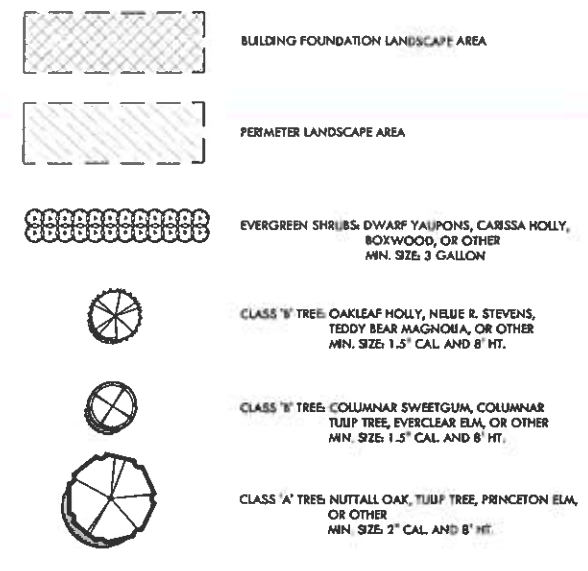 BUILDING FOUNDATION LANDSCAPE AREA
PERIMETER LANDSCAPE AREA
EVERGREEN SHRUBS: DWARF YAUPONS, CARISSA HOLLY,
BOXWOOD, OR OTHER
MIN. SIZE: 3 GALLON
CLASS 'B' TREE: OAKLEAF HOLLY, NELLIE R. STEVENS,
TEDDY BEAR MAGNOLIA, OR OTHER
MIN. SIZE: 1.5" CAL. AND 8' HT.
CLASS 'B' TREE: COLUMNAR SWEETGUM, COLUMNAR
TULIP TREE, EVERCLEAR ELM, OR OTHER
MIN. SIZE: 1.5" CAL. AND 8' HT.
CLASS 'A' TREE: NUTTALL OAK, TULIP TREE, PRINCETON ELM,
OR OTHER
MIN. SIZE: 2" CAL. AND 8' HT.